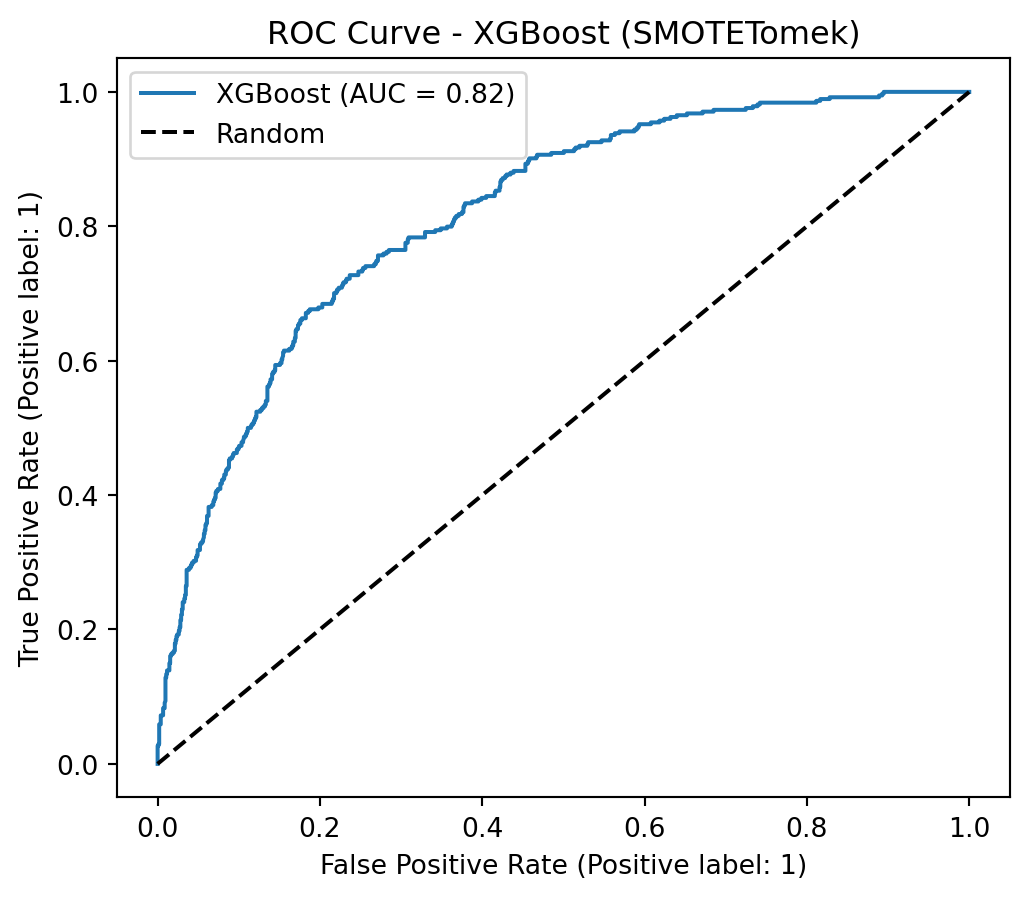 ROC Curve - XGBoost (SMOTETomek)
XGBoost (AUC = 0.82)
Random
True Positive Rate (Positive label: 1)
1.0
0.8
0.6
0.4
0.2
0.0
0.0 0.2 0.4 0.6 0.8 1.0
False Positive Rate (Positive label: 1)